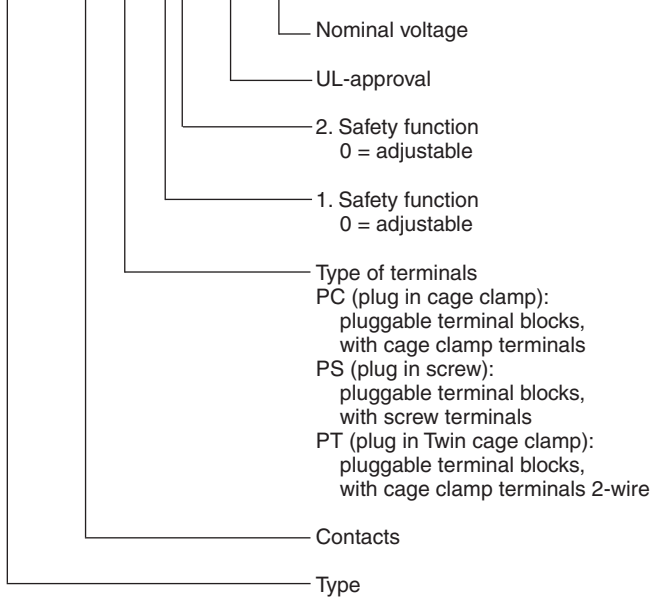 Nominal voltage
UL-approval
2. Safety function
0 = adjustable
1. Safety function
0 = adjustable
Type of terminals
PC (plug in cage clamp):
pluggable terminal blocks,
with cage clamp terminals
PS (plug in screw):
pluggable terminal blocks,
with screw terminals
PT (plug in Twin cage clamp):
pluggable terminal blocks,
with cage clamp terminals 2-wire
Contacts
Type